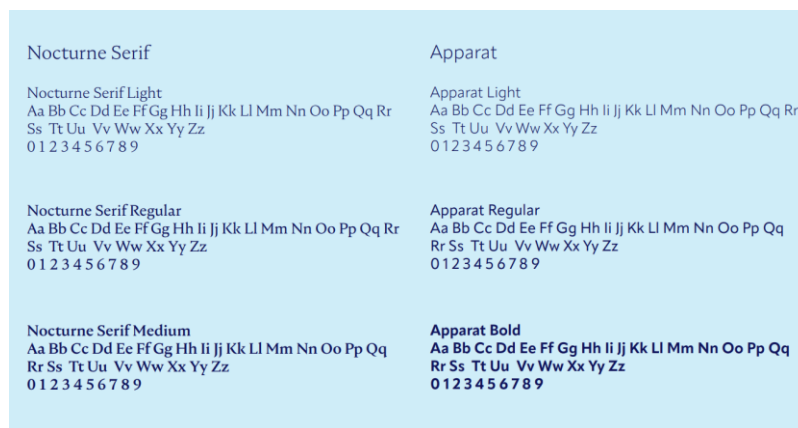 Nocturne Serif
Nocturne Serif Light
Aa Bb Cc Dd Ee Ff Gg Hh Ii Jj Kk Ll Mm Nn Oo Pp Qq Rr
Ss Tt Uu Vv Ww Xx Yy Zz
0 1 2 3 4 5 6 7 8 9
Nocturne Serif Regular
Aa Bb Cc Dd Ee Ff Gg Hh Ii Jj Kk Ll Mm Nn Oo Pp Qq Rr
Ss Tt Uu Vv Ww Xx Yy Zz
0 1 2 3 4 5 6 7 8 9
Nocturne Serif Medium
Aa Bb Cc Dd Ee Ff Gg Hh Ii Jj Kk Ll Mm Nn Oo Pp Qq
Rr Ss Tt Uu Vv Ww Xx Yy Zz
0 1 2 3 4 5 6 7 8 9
Apparat
Apparat Light
Aa Bb Cc Dd Ee Ff Gg Hh Ii Jj Kk Ll Mm Nn Oo Pp Qq Rr
Ss Tt Uu Vv Ww Xx Yy Zz
0 1 2 3 4 5 6 7 8 9
Apparat Regular
Aa Bb Cc Dd Ee Ff Gg Hh Ii Jj Kk Ll Mm Nn Oo Pp Qq
Rr Ss Tt Uu Vv Ww Xx Yy Zz
0 1 2 3 4 5 6 7 8 9
Apparat Bold
Aa Bb Cc Dd Ee Ff Gg Hh Ii Jj Kk Ll Mm Nn Oo Pp Qq
Rr Ss Tt Uu Vv Ww Xx Yy Zz
0 1 2 3 4 5 6 7 8 9